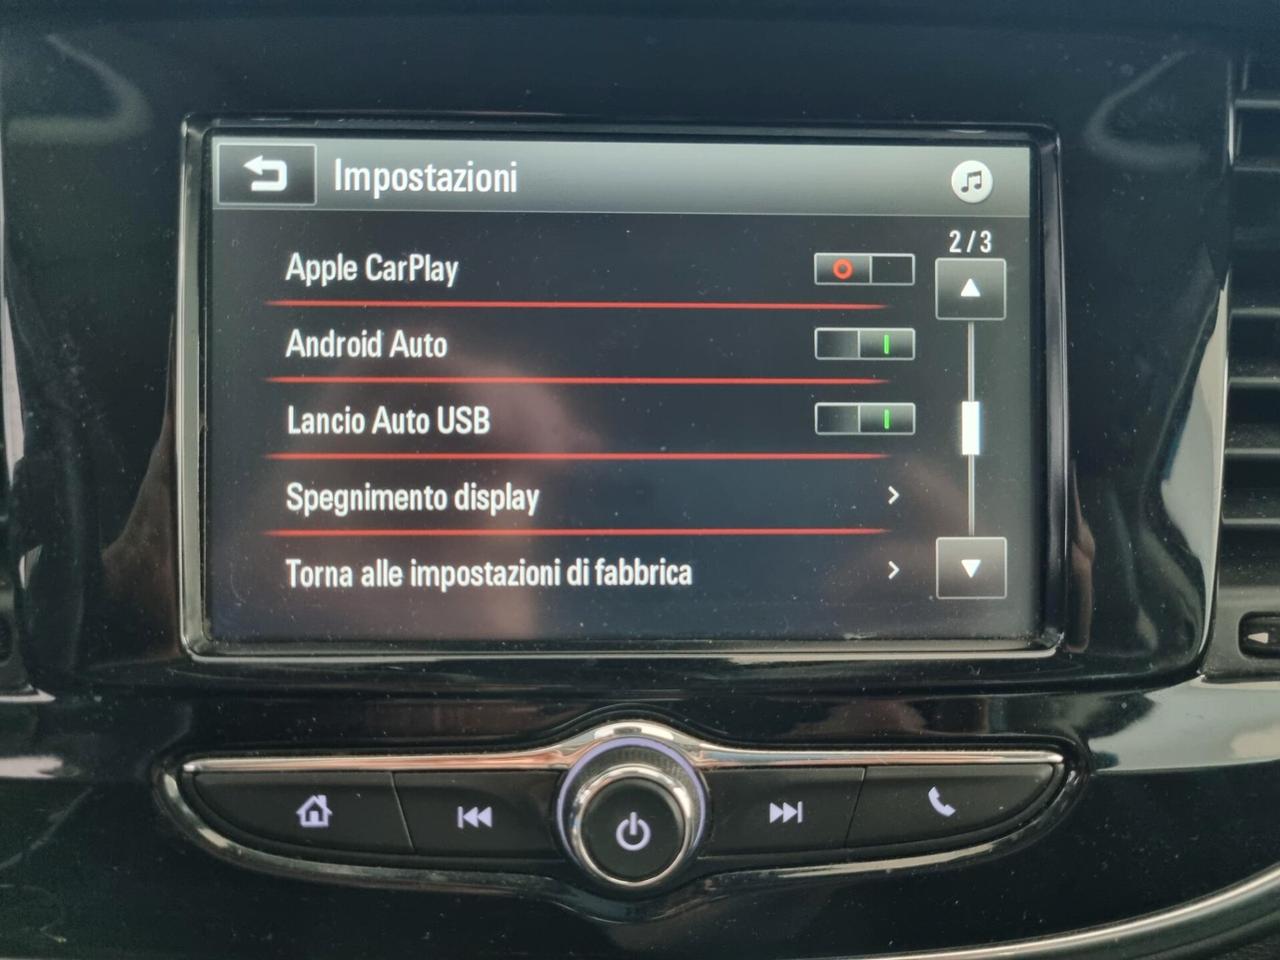 Impostazioni
2/3
Apple CarPlay
Android Auto
Lancio Auto USB
Spegnimento display
Torna alle impostazioni di fabbrica